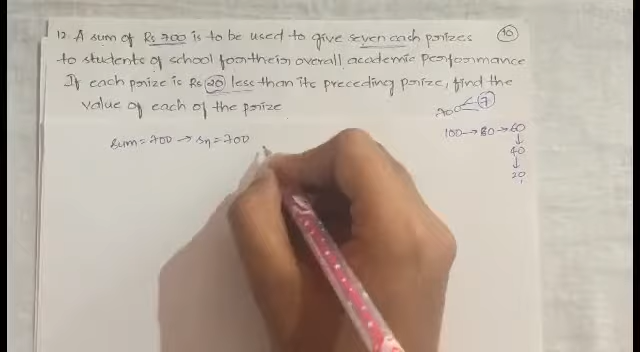 12. A sum of Rs 700 is to be used to give seven cash prizes
to students of school for their overall academic performance
If each prize is Rs 20 less than its preceding prize, find the
value of each of the prize
10
700 7
100 → 80 → 60
↓
40
↓
20
sum = 700 → Sn = 700